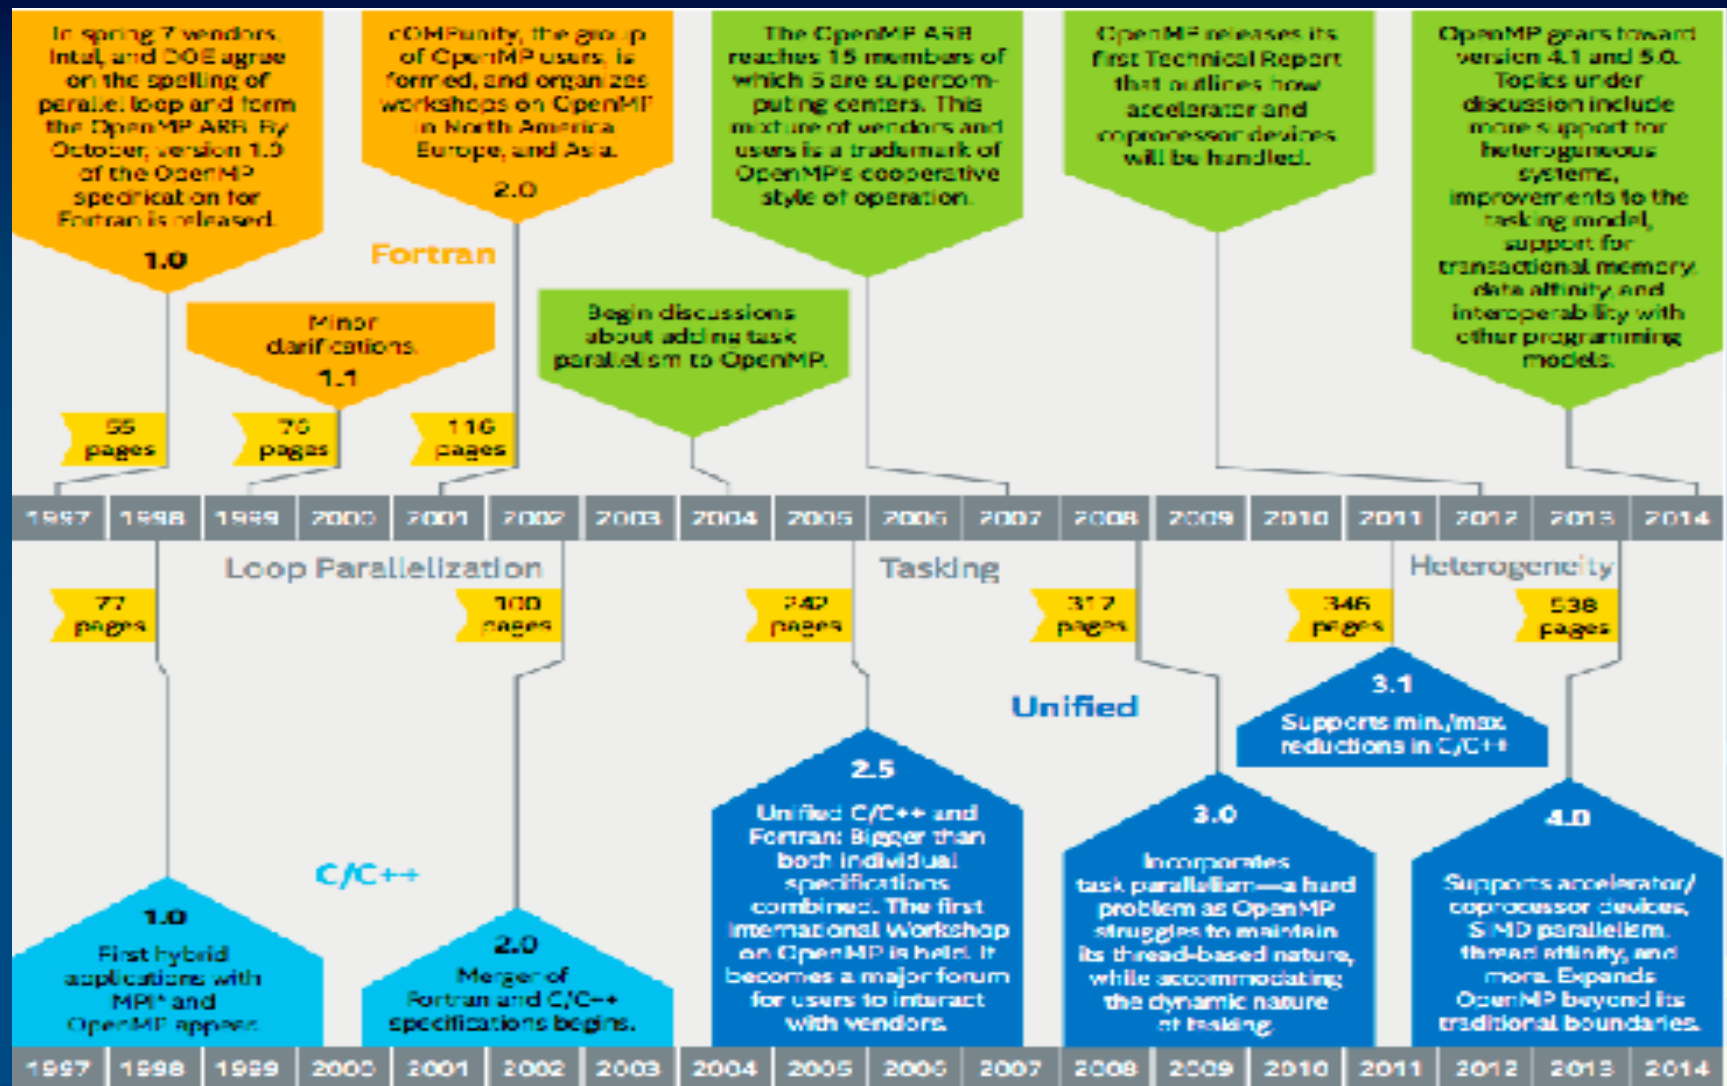 In spring 7 vendors,
Intel, and DOE agree
on the spelling of
parallel loop and form
the OpenMP ARB. By
October, version 1.0
of the OpenMP
specification for
Fortran is released.
1.0
cOMPunity, the group
of OpenMP users, is
formed, and organizes
workshops on OpenMP
in North America
Europe, and Asia.
2.0
The OpenMP ARB
reaches 15 members of
which 5 are supercom-
puting centers. This
mixture of vendors and
users is a trademark of
OpenMP's cooperative
style of operation.
OpenMP releases its
first Technical Report
that outlines how
accelerator and
coprocessor devices
will be handled.
OpenMP gears toward
version 4.1 and 5.0.
Topics under
discussion include
more support for
heterogeneous
systems,
improvements to the
tasking model,
support for
transactional memory,
data affinity, and
interoperability with
other programming
models.
Fortran
Minor
clarifications.
1.1
Begin discussions
about adding task
parallelism to OpenMP.
55
pages
76
pages
116
pages
1997 1998 1999 2000 2001 2002 2003 2004 2005 2006 2007 2008 2009 2010 2011 2012 2013 2014
Loop Parallelization
Tasking
Heterogeneity
77
pages
100
pages
242
pages
317
pages
346
pages
538
pages
Unified
3.1
Supports min./max.
reductions in C/C++
C/C++
1.0
First hybrid
applications with
MPI* and
OpenMP appear.
2.0
Merger of
Fortran and C/C++
specifications begins.
2.5
Unified C/C++ and
Fortran: Bigger than
both individual
specifications
combined. The first
International Workshop
on OpenMP is held. It
becomes a major forum
for users to interact
with vendors.
3.0
Incorporates
task parallelism—a hard
problem as OpenMP
struggles to maintain
its thread-based nature,
while accommodating
the dynamic nature
of tasking.
4.0
Supports accelerator/
coprocessor devices,
SIMD parallelism,
thread affinity, and
more. Expands
OpenMP beyond its
traditional boundaries.
1997 1998 1999 2000 2001 2002 2003 2004 2005 2006 2007 2008 2009 2010 2011 2012 2013 2014